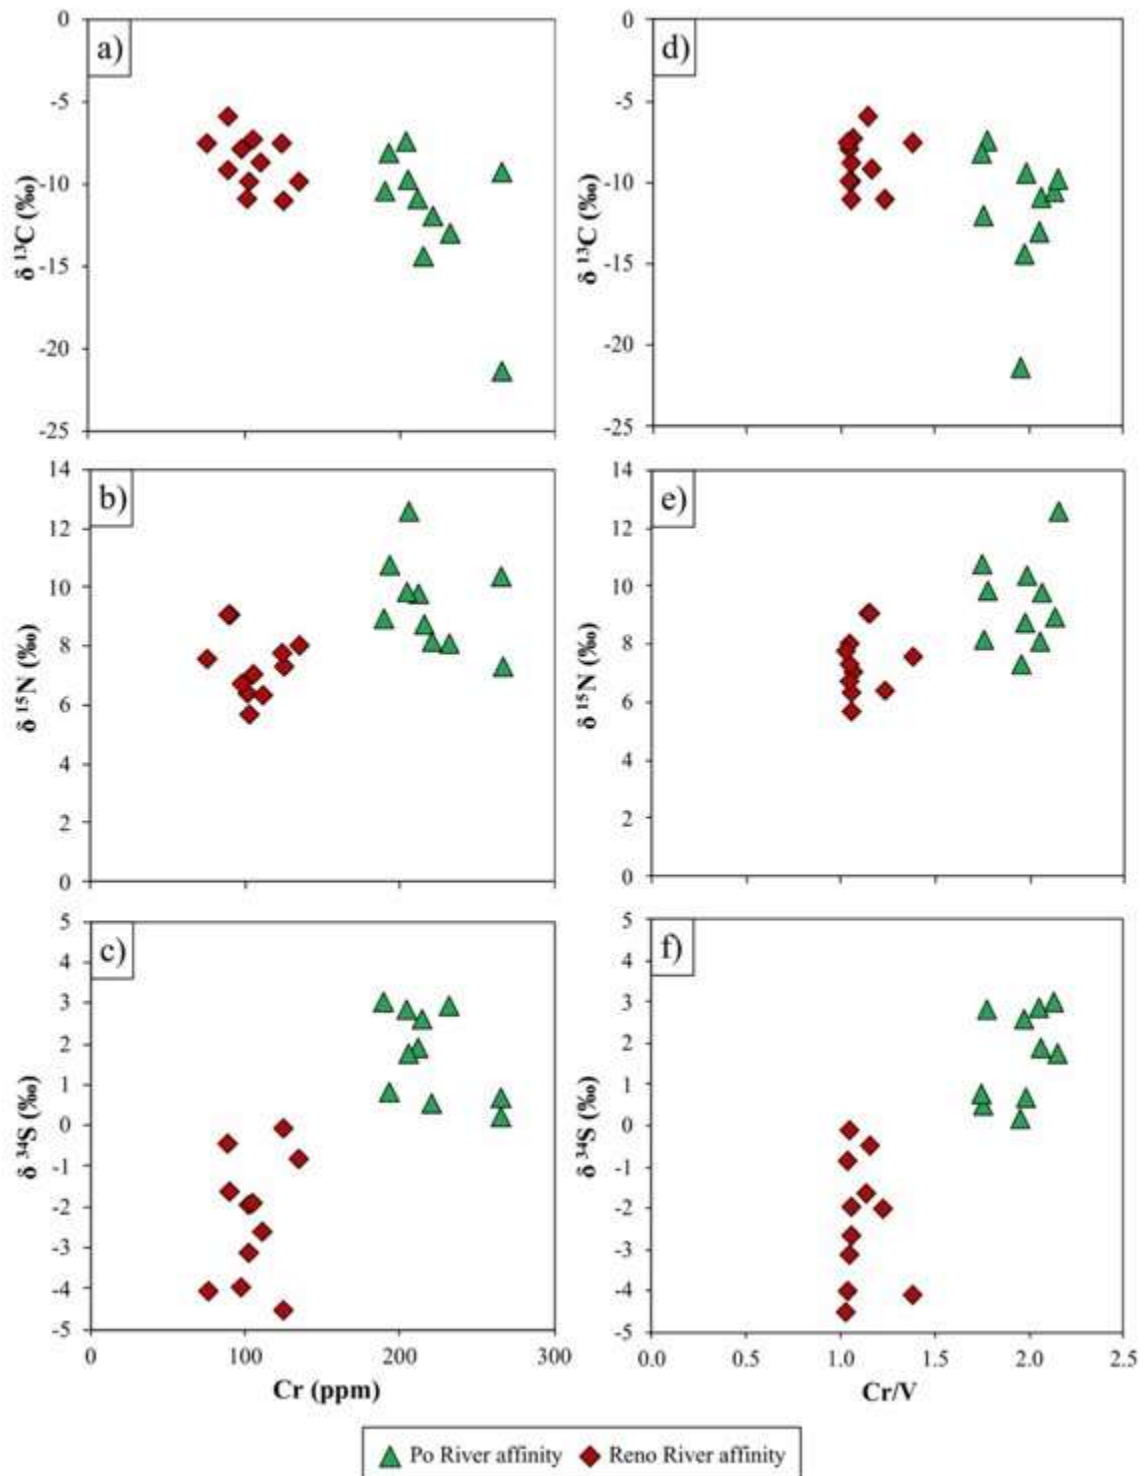 a)
0
-5
-10
-15
-20
-25
δ ¹³C (‰)
d)
0
-5
-10
-15
-20
-25
δ ¹³C (‰)
b)
14
12
10
8
6
4
2
0
δ ¹⁵N (‰)
e)
14
12
10
8
6
4
2
0
δ ¹⁵N (‰)
c)
5
4
3
2
1
0
-1
-2
-3
-4
-5
δ ³⁴S (‰)
0 100 200 300
Cr (ppm)
f)
5
4
3
2
1
0
-1
-2
-3
-4
-5
δ ³⁴S (‰)
0.0 0.5 1.0 1.5 2.0 2.5
Cr/V
Po River affinity Reno River affinity